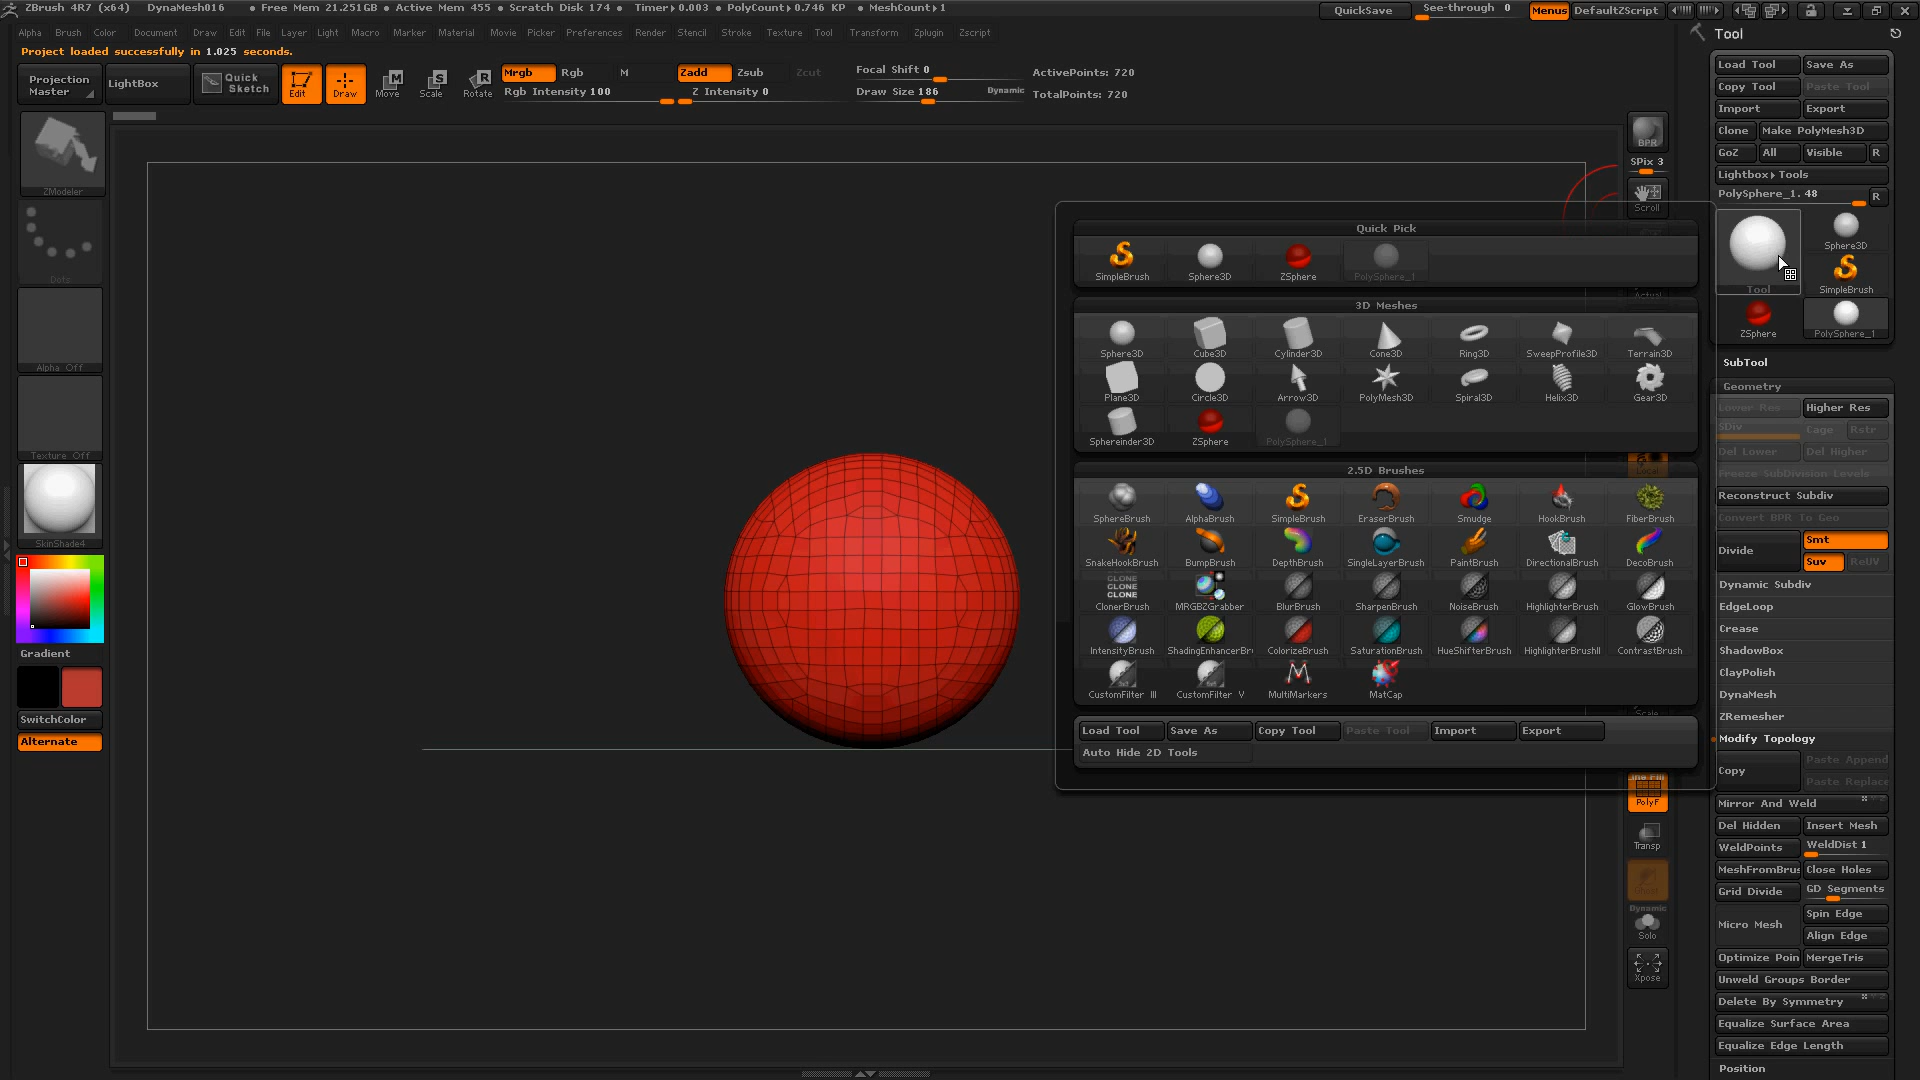 ZBrush 4R7 (x64) DynaMesh016 • Free Mem 21.251GB • Active Mem 455 • Scratch Disk 174 • Timer▸0.003 • PolyCount▸0.746 KP • MeshCount▸1 QuickSave See-through 0 Menus DefaultZScript
Alpha Brush Color Document Draw Edit File Layer Light Macro Marker Material Movie Picker Preferences Render Stencil Stroke Texture Tool Transform Zplugin Zscript
Project loaded successfully in 1.025 seconds.
Projection Master
LightBox
Quick Sketch
Edit
Draw
Move
Scale
Rotate
Mrgb Rgb M
Rgb Intensity 100
Zadd Zsub Zcut
Z Intensity 0
Focal Shift 0
Draw Size 186 Dynamic
ActivePoints: 720
TotalPoints: 720
ZModeler
Dots
Alpha Off
Texture Off
SkinShade4
Gradient
SwitchColor
Alternate
BPR
SPix 3
Scroll
Actual
Local
Scale
Line Fill
PolyF
Transp
Ghost
Dynamic
Solo
Xpose
Quick Pick
SimpleBrush Sphere3D ZSphere PolySphere_1
3D Meshes
Sphere3D Cube3D Cylinder3D Cone3D Ring3D SweepProfile3D Terrain3D
Plane3D Circle3D Arrow3D PolyMesh3D Spiral3D Helix3D Gear3D
Sphereinder3D ZSphere PolySphere_1
2.5D Brushes
SphereBrush AlphaBrush SimpleBrush EraserBrush Smudge HookBrush FiberBrush
SnakeHookBrush BumpBrush DepthBrush SingleLayerBrush PaintBrush DirectionalBrush DecoBrush
CLONE
CLONE
CLONE
ClonerBrush MRGBZGrabber BlurBrush SharpenBrush NoiseBrush HighlighterBrush GlowBrush
IntensityBrush ShadingEnhancerBr ColorizeBrush SaturationBrush HueShifterBrush HighlighterBrushII ContrastBrush
CustomFilter III CustomFilter V MultiMarkers MatCap
Load Tool Save As Copy Tool Paste Tool Import Export
Auto Hide 2D Tools
Tool
Load Tool Save As
Copy Tool Paste Tool
Import Export
Clone Make PolyMesh3D
GoZ All Visible R
Lightbox▸Tools
PolySphere_1. 48 R
Tool
Sphere3D
SimpleBrush
ZSphere PolySphere_1
SubTool
Geometry
Lower Res Higher Res
SDiv Cage Rstr
Del Lower Del Higher
Freeze SubDivision Levels
Reconstruct Subdiv
Convert BPR To Geo
Divide Smt
Suv ReUV
Dynamic Subdiv
EdgeLoop
Crease
ShadowBox
ClayPolish
DynaMesh
ZRemesher
Modify Topology
Copy Paste Append
Paste Replace
Mirror And Weld
Del Hidden Insert Mesh
WeldPoints WeldDist 1
MeshFromBrus Close Holes
Grid Divide GD Segments
Micro Mesh Spin Edge
Align Edge
Optimize Poin MergeTris
Unweld Groups Border
Delete By Symmetry
Equalize Surface Area
Equalize Edge Length
Position